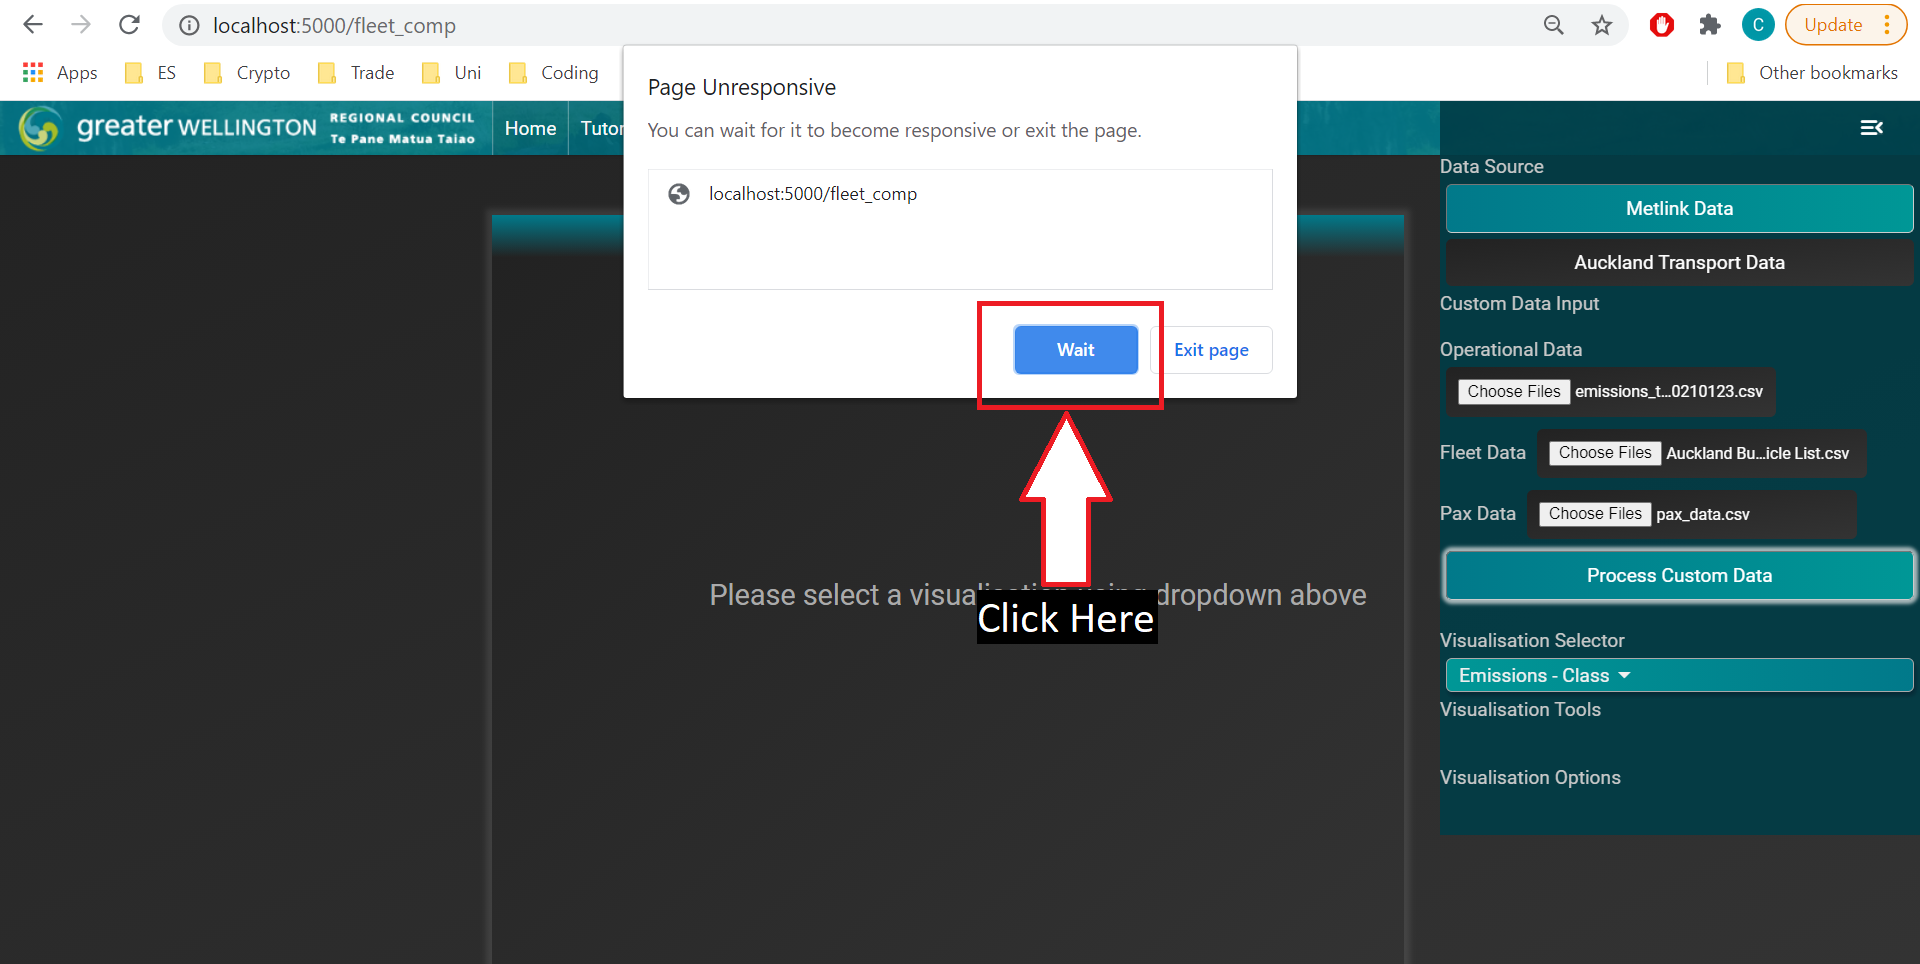 localhost:5000/fleet_comp
C
Update
Apps
ES
Crypto
Trade
Uni
Coding
Other bookmarks
Page Unresponsive
You can wait for it to become responsive or exit the page.
localhost:5000/fleet_comp
Wait
Exit page
greater WELLINGTON
REGIONAL COUNCIL
Te Pane Matua Taiao
Home
Tutor
Click Here
Please select a visualisation using dropdown above
Data Source
Metlink Data
Auckland Transport Data
Custom Data Input
Operational Data
Choose Files emissions_t...0210123.csv
Fleet Data Choose Files Auckland Bu...icle List.csv
Pax Data Choose Files pax_data.csv
Process Custom Data
Visualisation Selector
Emissions - Class
Visualisation Tools
Visualisation Options